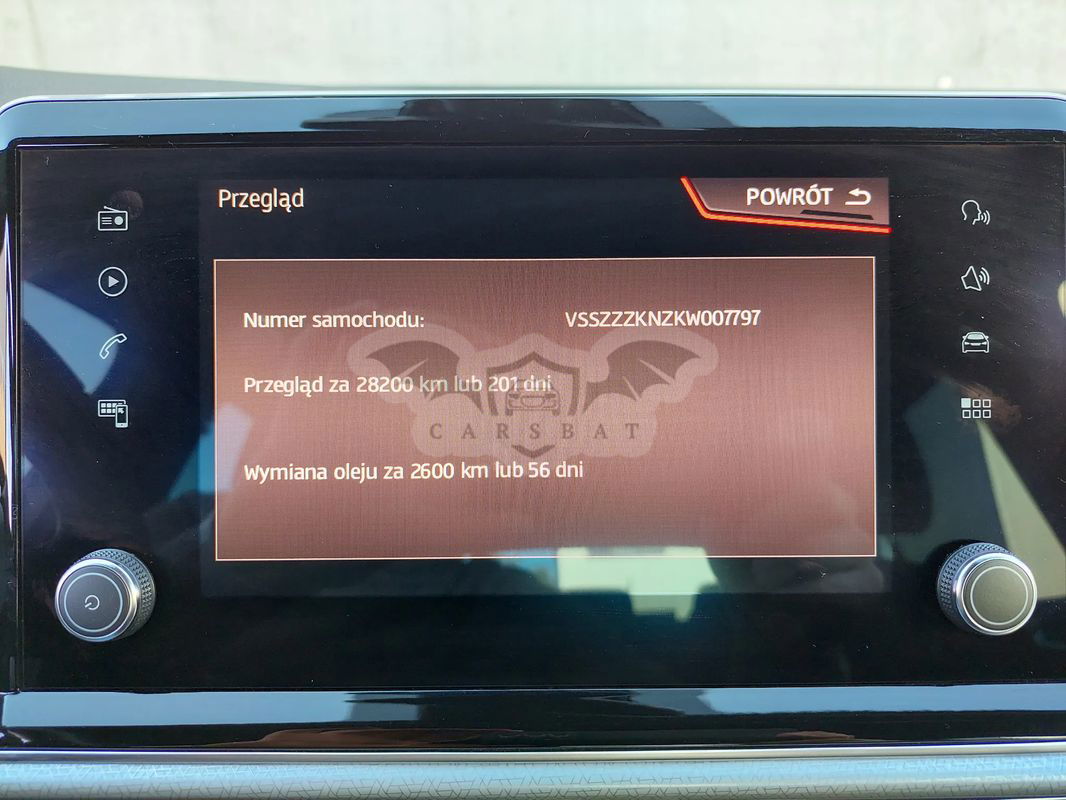 Przegląd
POWRÓT
Numer samochodu: VSSZZZKNZKW007797
Przegląd za 28200 km lub 201 dni
CARSBAT
Wymiana oleju za 2600 km lub 56 dni